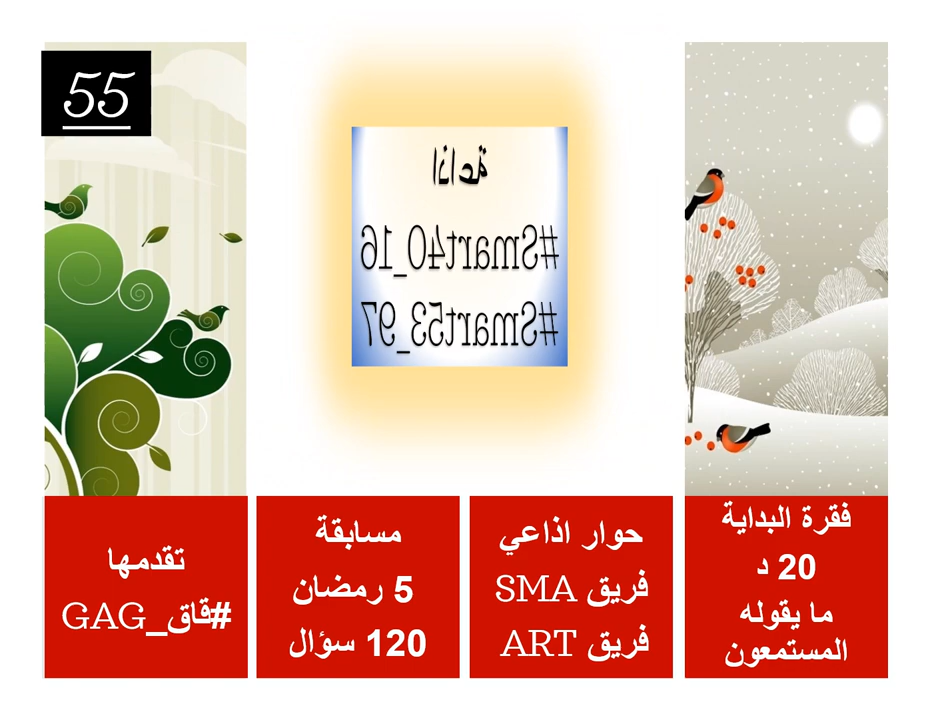 55
اذاعة
#Smart40_16
#Smart53_97
فقرة البداية
20 د
ما يقوله
المستمعون
حوار اذاعي
فريق SMA
فريق ART
مسابقة
5 رمضان
120 سؤال
تقدمها
#قاق_GAG